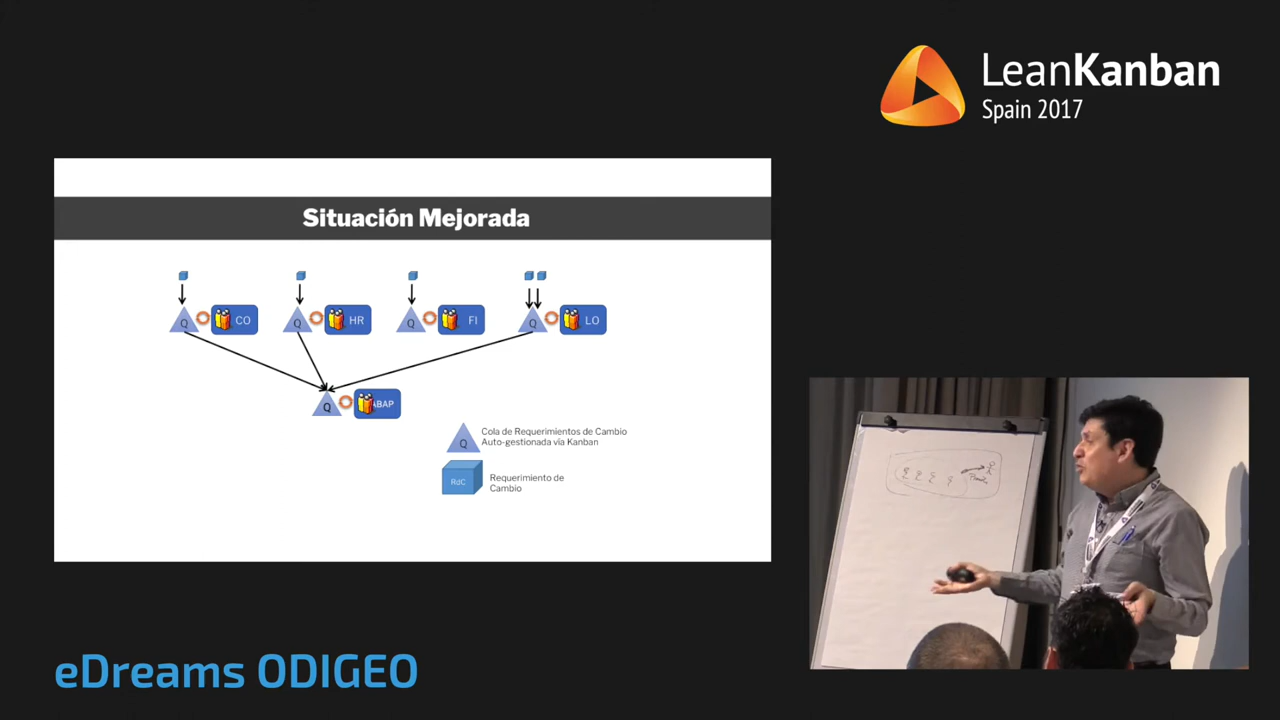 LeanKanban
Spain 2017
Situación Mejorada
Q CO Q HR Q FI Q LO
Q ABAP
Q Cola de Requerimientos de Cambio
Auto-gestionada vía Kanban
RdC Requerimiento de
Cambio
eDreams ODIGEO